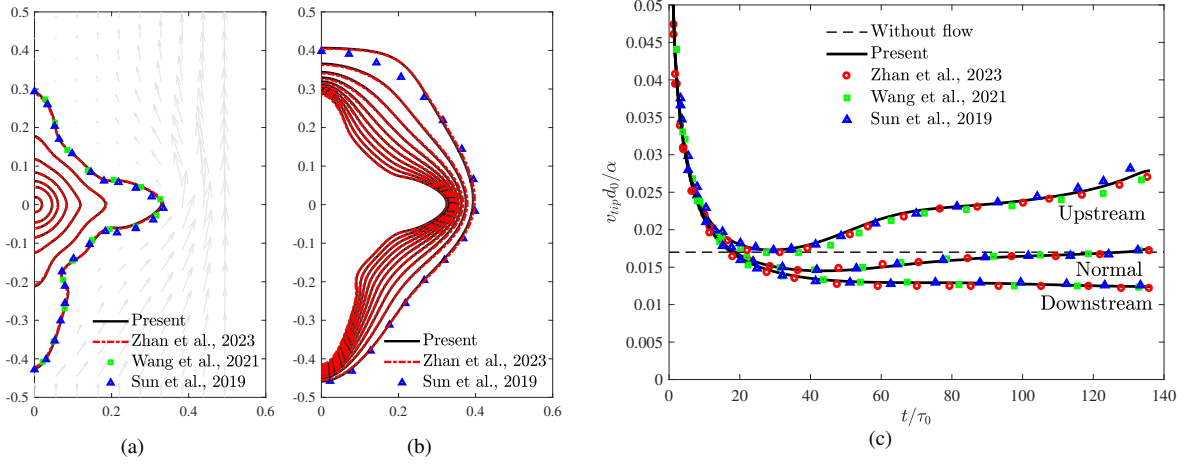 0.5
0.4
0.3
0.2
0.1
0
-0.1
-0.2
-0.3
-0.4
-0.5
0 0.2 0.4 0.6
Present
Zhan et al., 2023
Wang et al., 2021
Sun et al., 2019
(a)
0.5
0.4
0.3
0.2
0.1
0
0.1
0.2
0.3
0.4
0.5
0 0.2 0.4 0.6
Present
Zhan et al., 2023
Sun et al., 2019
(b)
v_{tip}d_0/α
0.05
0.045
0.04
0.035
0.03
0.025
0.02
0.015
0.01
0.005
0
Without flow
Present
Zhan et al., 2023
Wang et al., 2021
Sun et al., 2019
Upstream
Normal
Downstream
0 20 40 60 80 100 120 140
t/τ_0
(c)